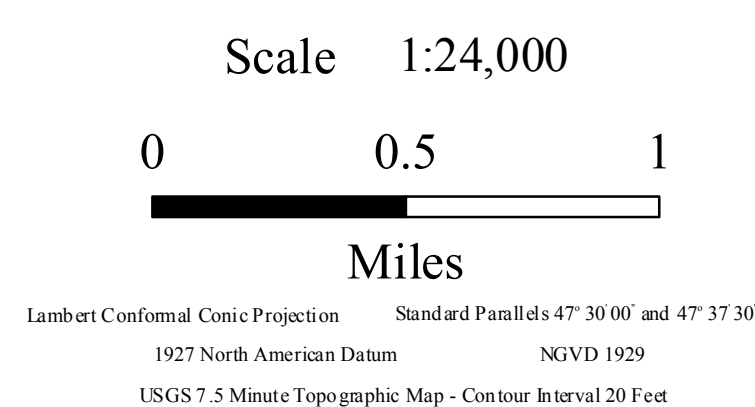 Scale 1:24,000
0 0.5 1
Miles
Lambert Conformal Conic Projection Standard Parallels 47° 30' 00" and 47° 37' 30'
1927 North American Datum NGVD 1929
USGS 7.5 Minute Topographic Map - Contour Interval 20 Feet